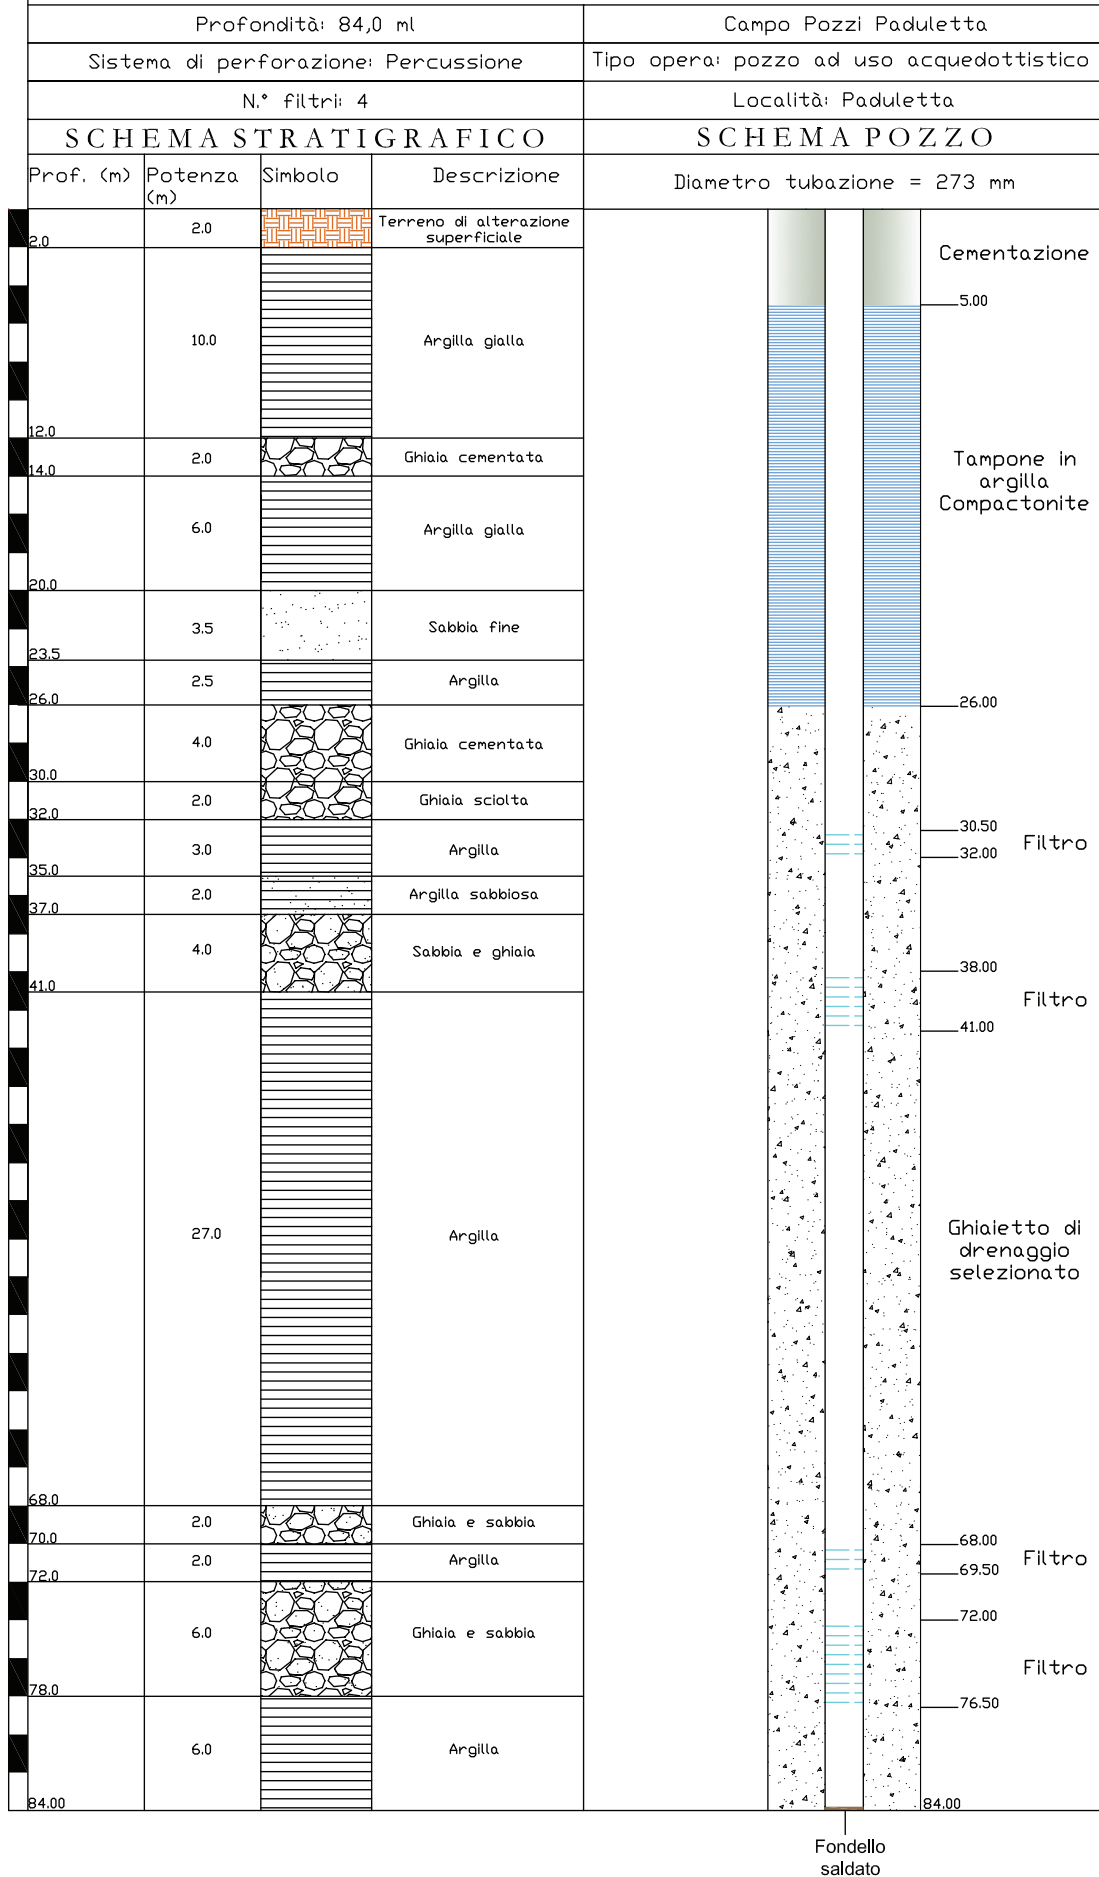 Profondità: 84,0 ml
Campo Pozzi Paduletta
Sistema di perforazione: Percussione
Tipo opera: pozzo ad uso acquedottistico
N.° filtri: 4
Località: Paduletta
SCHEMA STRATIGRAFICO
SCHEMA POZZO
Prof. (m)
Potenza
(m)
Simbolo
Descrizione
Diametro tubazione = 273 mm
2.0
2.0
Terreno di alterazione
superficiale
10.0
Argilla gialla
12.0
2.0
Ghiaia cementata
14.0
6.0
Argilla gialla
20.0
3.5
Sabbia fine
23.5
2.5
Argilla
26.0
4.0
Ghiaia cementata
30.0
2.0
Ghiaia sciolta
32.0
3.0
Argilla
35.0
2.0
Argilla sabbiosa
37.0
4.0
Sabbia e ghiaia
41.0
27.0
Argilla
68.0
2.0
Ghiaia e sabbia
70.0
2.0
Argilla
72.0
6.0
Ghiaia e sabbia
78.0
6.0
Argilla
84.00
Cementazione
5.00
Tampone in
argilla
Compactonite
26.00
30.50
Filtro
32.00
38.00
Filtro
41.00
Ghiaietto di
drenaggio
selezionato
68.00
Filtro
69.50
72.00
Filtro
76.50
84.00
Fondello
saldato